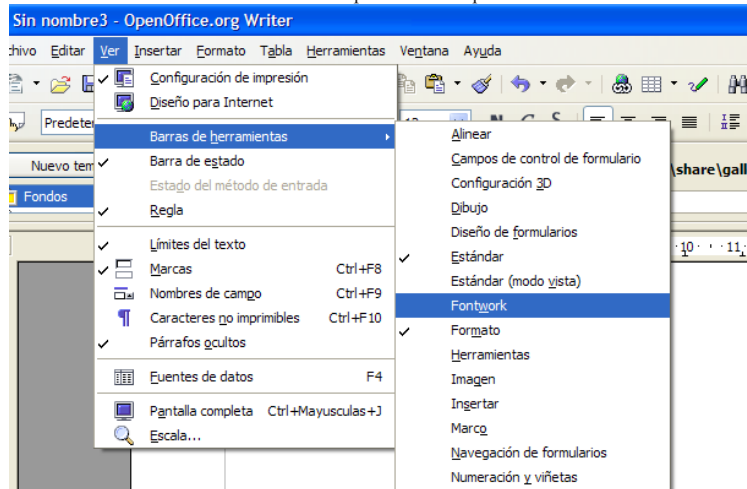 Sin nombre3 - OpenOffice.org Writer
chivo Editar Ver Insertar Formato Tabla Herramientas Ventana Ayuda
Configuración de impresión
Diseño para Internet
Predeter
Barras de herramientas
Nuevo tem
Barra de estado
Estado del método de entrada
Fondos
Regla
Límites del texto
Marcas Ctrl+F8
Nombres de campo Ctrl+F9
Caracteres no imprimibles Ctrl+F10
Párrafos ocultos
Fuentes de datos F4
Pantalla completa Ctrl+Mayusculas+J
Escala...
Alinear
Campos de control de formulario
\share\gall
Configuración 3D
Dibujo
Diseño de formularios
10 11
Estándar
Estándar (modo vista)
Fontwork
Formato
Herramientas
Imagen
Insertar
Marco
Navegación de formularios
Numeración y viñetas